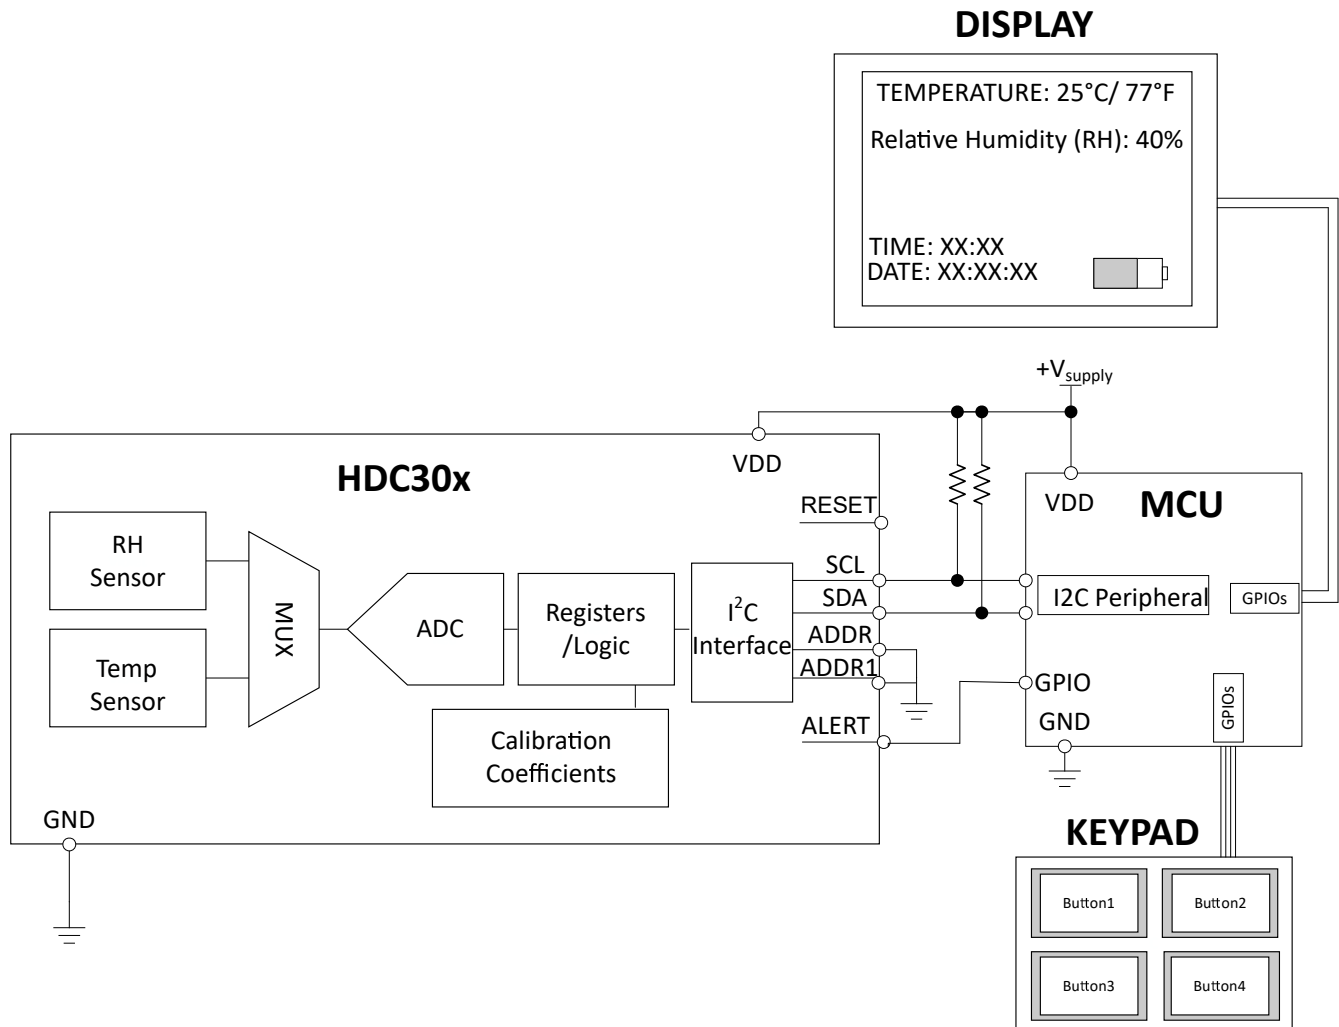 DISPLAY
TEMPERATURE: 25°C/ 77°F
Relative Humidity (RH): 40%
TIME: XX:XX
DATE: XX:XX:XX
+Vsupply
VDD
HDC30x
RESET
VDD
MCU
RH
Sensor
MUX
ADC
Registers
/Logic
I²C
Interface
SCL
SDA
ADDR
ADDR1
I2C Peripheral
GPIOs
Temp
Sensor
Calibration
Coefficients
ALERT
GPIO
GND
GPIOs
GND
KEYPAD
Button1
Button2
Button3
Button4